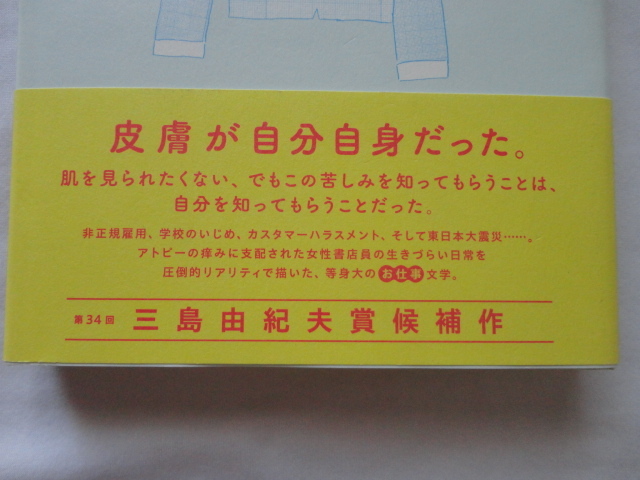 皮膚が自分自身だった。
肌を見られたくない、でもこの苦しみを知ってもらうことは、
自分を知ってもらうことだった。
非正規雇用、学校のいじめ、カスタマーハラスメント、そして東日本大震災……。
アトピーの痒みに支配された女性書店員の生きづらい日常を
圧倒的リアリティで描いた、等身大のお仕事文学。
第34回 三島由紀夫賞候補作